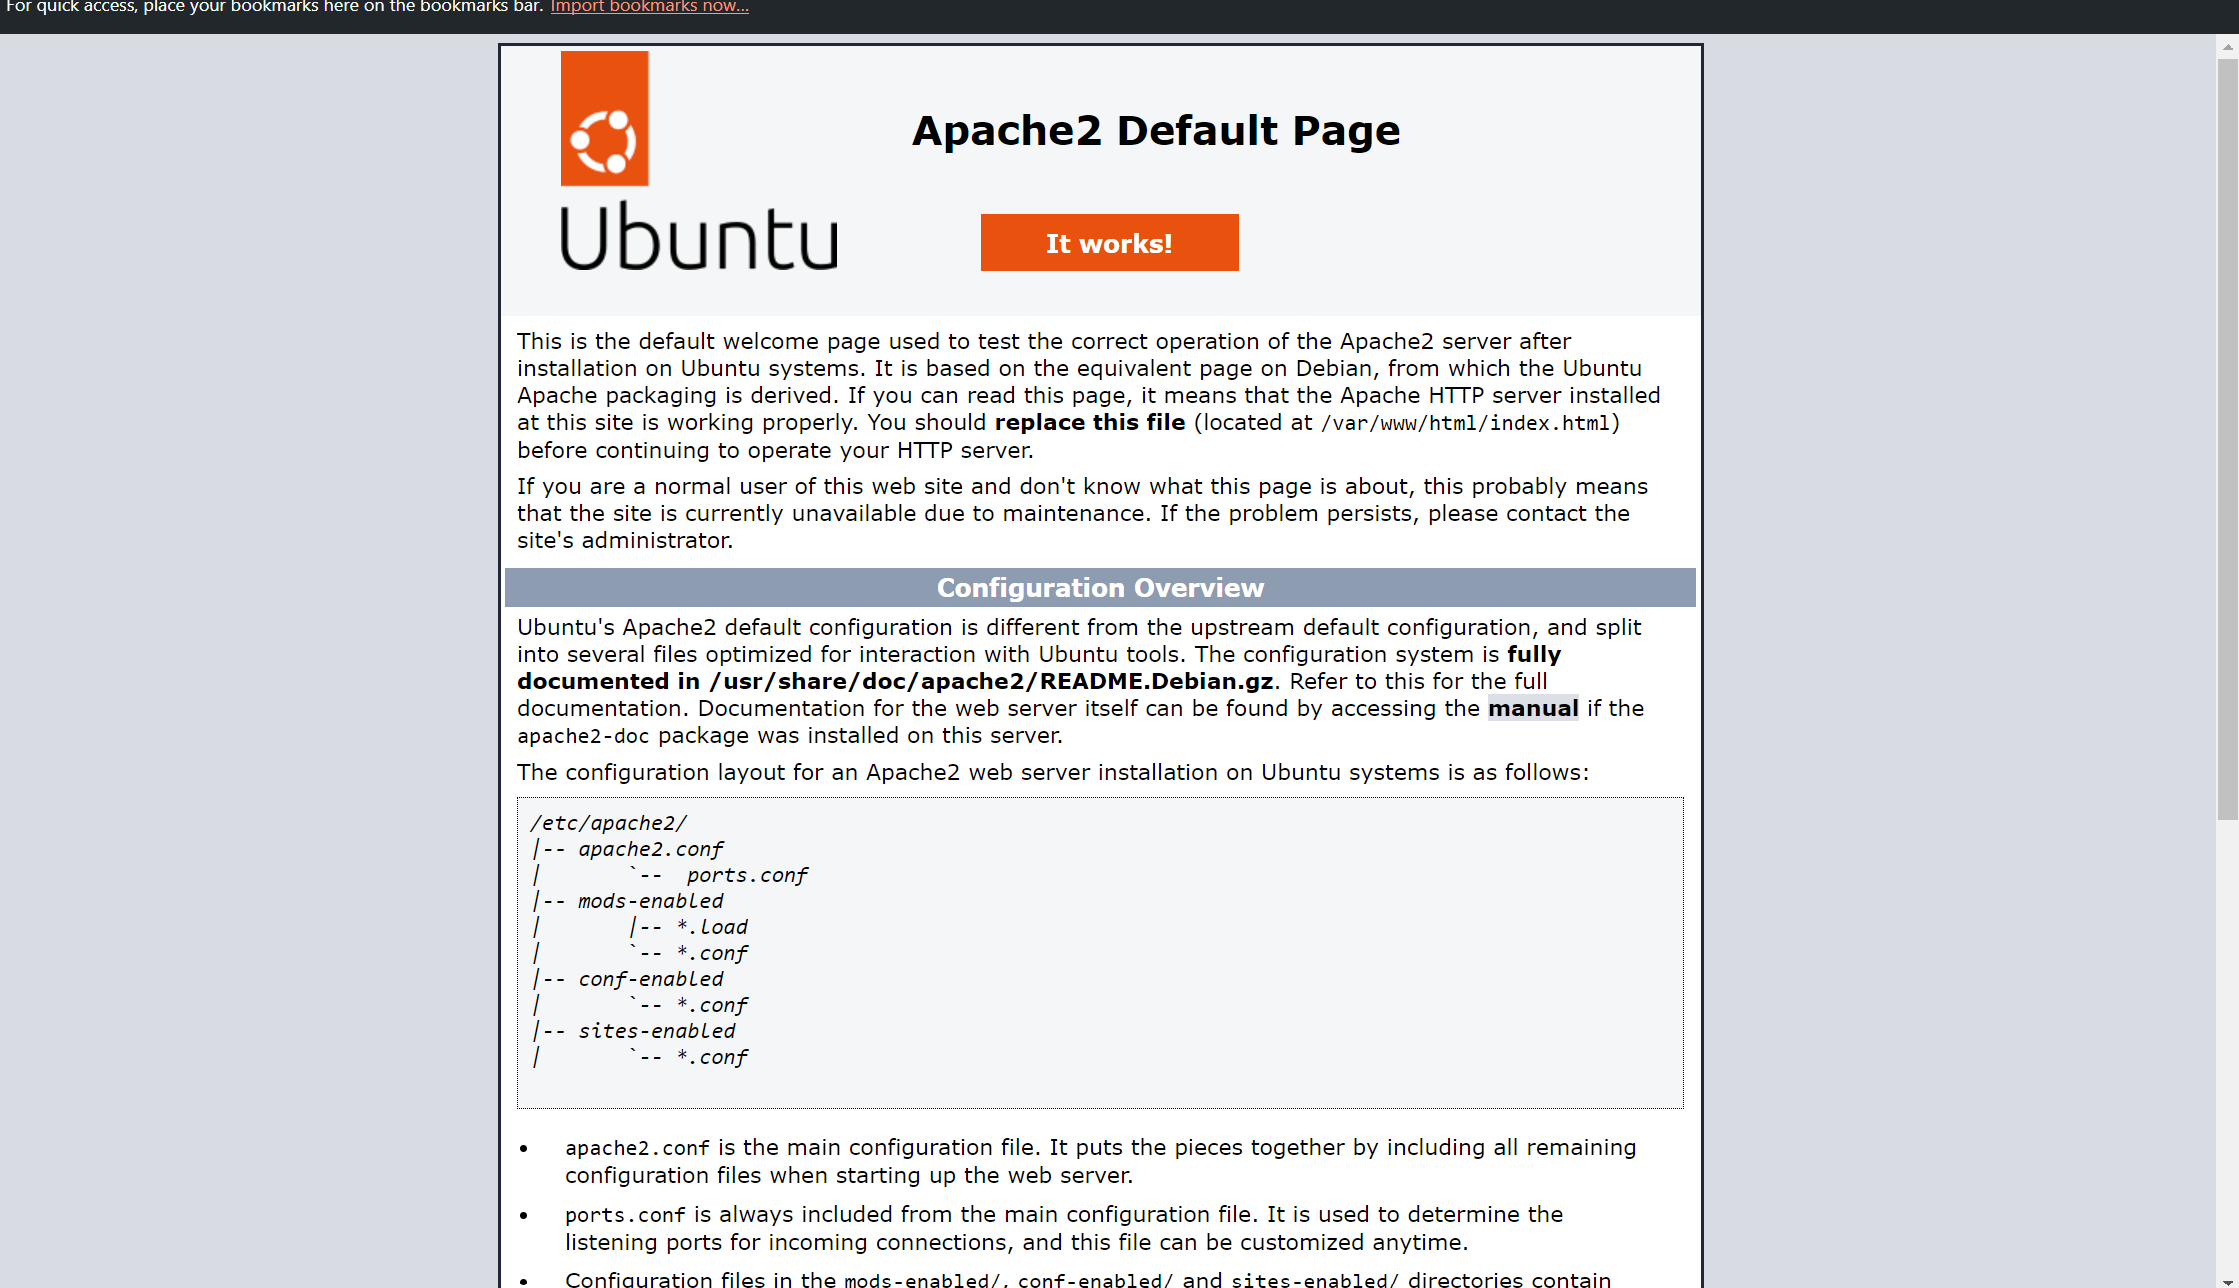 For quick access, place your bookmarks here on the bookmarks bar. Import bookmarks now...
Ubuntu
Apache2 Default Page
It works!
This is the default welcome page used to test the correct operation of the Apache2 server after
installation on Ubuntu systems. It is based on the equivalent page on Debian, from which the Ubuntu
Apache packaging is derived. If you can read this page, it means that the Apache HTTP server installed
at this site is working properly. You should replace this file (located at /var/www/html/index.html)
before continuing to operate your HTTP server.
If you are a normal user of this web site and don't know what this page is about, this probably means
that the site is currently unavailable due to maintenance. If the problem persists, please contact the
site's administrator.
Configuration Overview
Ubuntu's Apache2 default configuration is different from the upstream default configuration, and split
into several files optimized for interaction with Ubuntu tools. The configuration system is fully
documented in /usr/share/doc/apache2/README.Debian.gz. Refer to this for the full
documentation. Documentation for the web server itself can be found by accessing the manual if the
apache2-doc package was installed on this server.
The configuration layout for an Apache2 web server installation on Ubuntu systems is as follows:
/etc/apache2/
|-- apache2.conf
|       `--  ports.conf
|-- mods-enabled
|       |-- *.load
|       `-- *.conf
|-- conf-enabled
|       `-- *.conf
|-- sites-enabled
|       `-- *.conf
• apache2.conf is the main configuration file. It puts the pieces together by including all remaining
configuration files when starting up the web server.
• ports.conf is always included from the main configuration file. It is used to determine the
listening ports for incoming connections, and this file can be customized anytime.
• Configuration files in the mods-enabled/, conf-enabled/ and sites-enabled/ directories contain